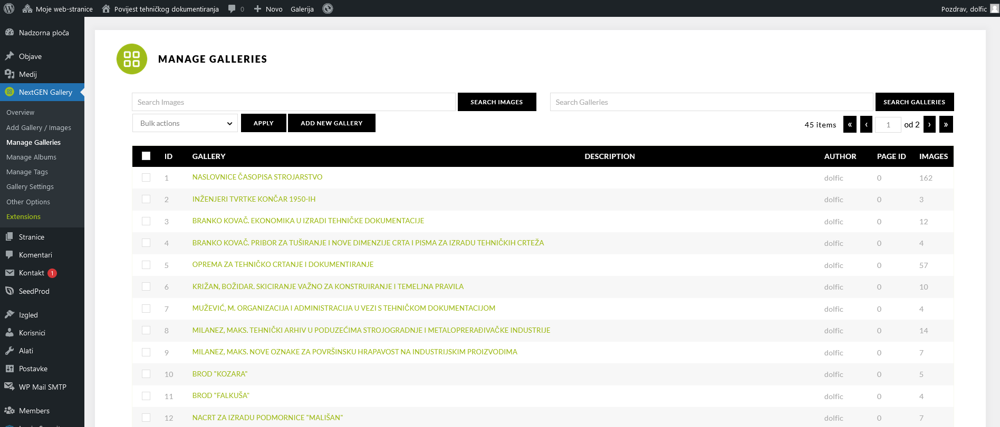 Moje web-stranice Povijest tehničkog dokumentiranja 0 Novo Galerija Pozdrav, dolfic
Nadzorna ploča
Objave
Medij
NextGEN Gallery
Overview
Add Gallery / Images
Manage Galleries
Manage Albums
Manage Tags
Gallery Settings
Other Options
Extensions
Stranice
Komentari
Kontakt 1
SeedProd
Izgled
Korisnici
Alati
Postavke
WP Mail SMTP
Members
MANAGE GALLERIES
Search Images SEARCH IMAGES Search Galleries SEARCH GALLERIES
Bulk actions APPLY ADD NEW GALLERY 45 items « ‹ 1 od 2 › »
ID GALLERY DESCRIPTION AUTHOR PAGE ID IMAGES
1 NASLOVNICE ČASOPISA STROJARSTVO dolfic 0 162
2 INŽENJERI TVRTKE KONČAR 1950-IH dolfic 0 3
3 BRANKO KOVAČ. EKONOMIKA U IZRADI TEHNIČKE DOKUMENTACIJE dolfic 0 12
4 BRANKO KOVAČ. PRIBOR ZA TUŠIRANJE I NOVE DIMENZIJE CRTA I PISMA ZA IZRADU TEHNIČKIH CRTEŽA dolfic 0 4
5 OPREMA ZA TEHNIČKO CRTANJE I DOKUMENTIRANJE dolfic 0 57
6 KRIŽAN, BOŽIDAR. SKICIRANJE VAŽNO ZA KONSTRUIRANJE I TEMELJNA PRAVILA dolfic 0 10
7 MUŽEVIĆ, M. ORGANIZACIJA I ADMINISTRACIJA U VEZI S TEHNIČKOM DOKUMENTACIJOM dolfic 0 4
8 MILANEZ, MAKS. TEHNIČKI ARHIV U PODUZEĆIMA STROJOGRADNJE I METALOPRERAĐIVAČKE INDUSTRIJE dolfic 0 14
9 MILANEZ, MAKS. NOVE OZNAKE ZA POVRŠINSKU HRAPAVOST NA INDUSTRIJSKIM PROIZVODIMA dolfic 0 7
10 BROD "KOZARA" dolfic 0 5
11 BROD "FALKUŠA" dolfic 0 4
12 NACRT ZA IZRADU PODMORNICE "MALIŠAN" dolfic 0 7